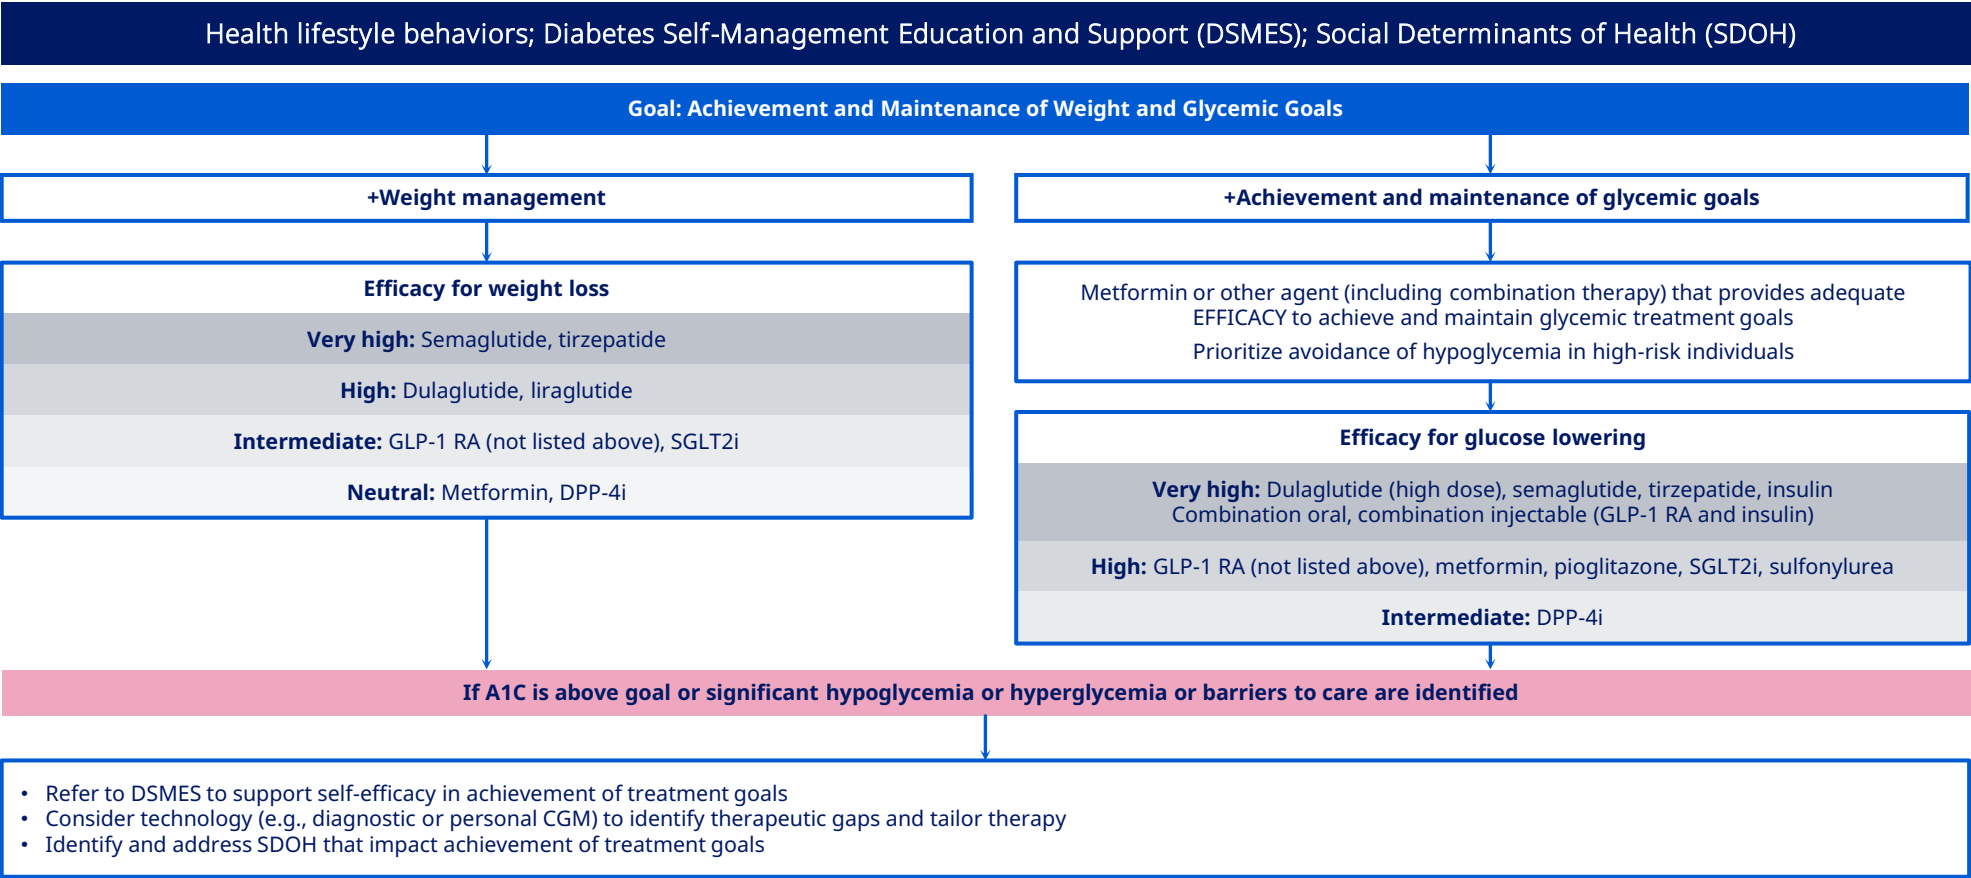 Health lifestyle behaviors; Diabetes Self-Management Education and Support (DSMES); Social Determinants of Health (SDOH)
Goal: Achievement and Maintenance of Weight and Glycemic Goals
+Weight management
Efficacy for weight loss
Very high: Semaglutide, tirzepatide
High: Dulaglutide, liraglutide
Intermediate: GLP-1 RA (not listed above), SGLT2i
Neutral: Metformin, DPP-4i
+Achievement and maintenance of glycemic goals
Metformin or other agent (including combination therapy) that provides adequate
EFFICACY to achieve and maintain glycemic treatment goals
Prioritize avoidance of hypoglycemia in high-risk individuals
Efficacy for glucose lowering
Very high: Dulaglutide (high dose), semaglutide, tirzepatide, insulin
Combination oral, combination injectable (GLP-1 RA and insulin)
High: GLP-1 RA (not listed above), metformin, pioglitazone, SGLT2i, sulfonylurea
Intermediate: DPP-4i
If A1C is above goal or significant hypoglycemia or hyperglycemia or barriers to care are identified
• Refer to DSMES to support self-efficacy in achievement of treatment goals
• Consider technology (e.g., diagnostic or personal CGM) to identify therapeutic gaps and tailor therapy
• Identify and address SDOH that impact achievement of treatment goals